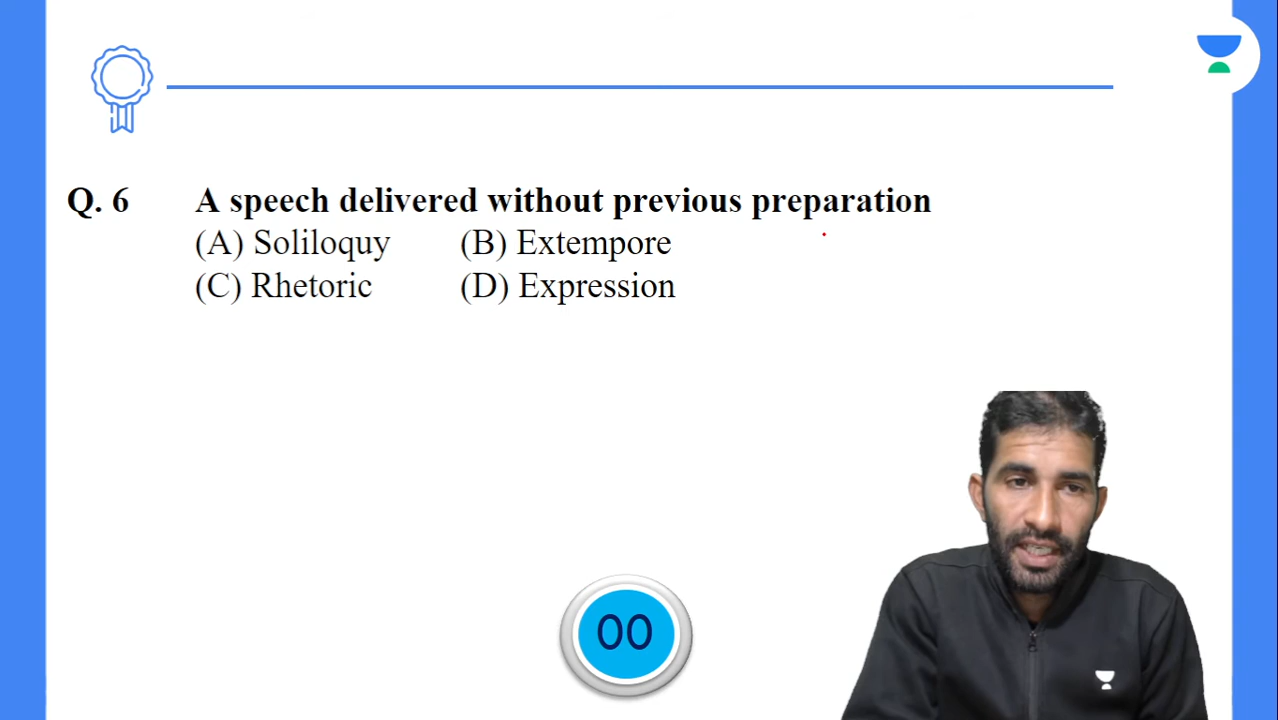 Q. 6 A speech delivered without previous preparation
(A) Soliloquy (B) Extempore
(C) Rhetoric (D) Expression
00